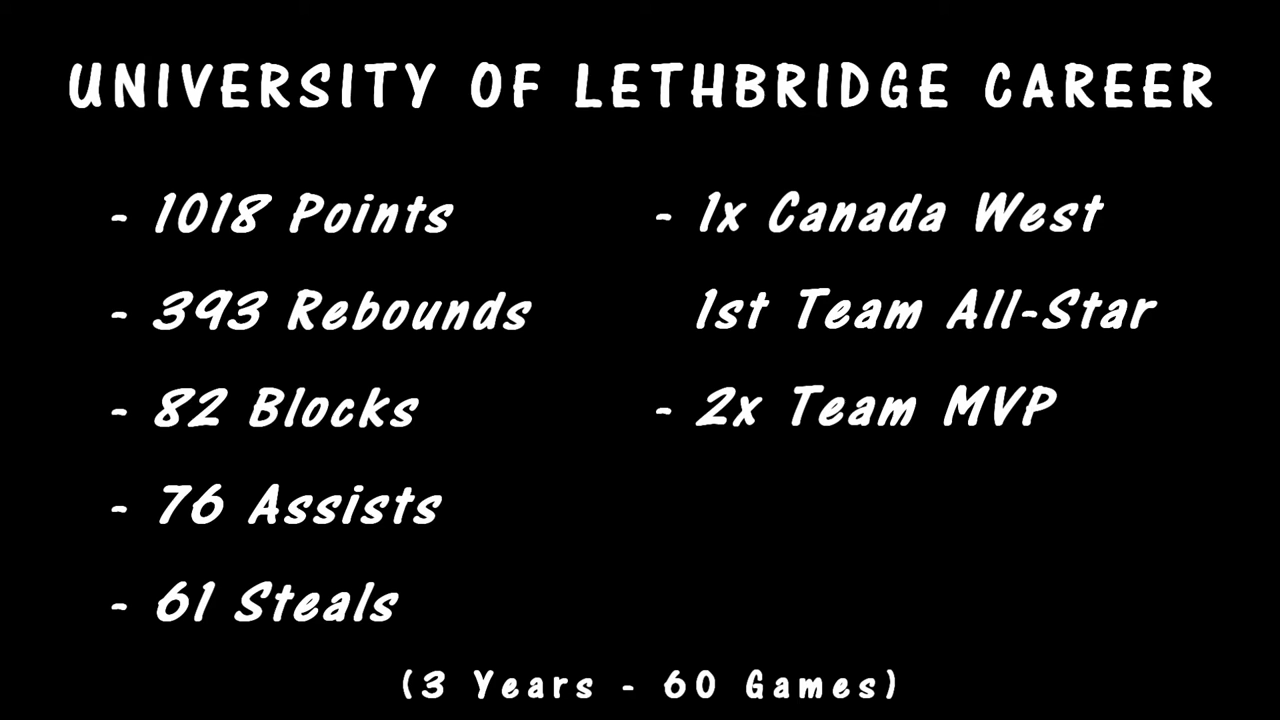 UNIVERSITY OF LETHBRIDGE CAREER
- 1018 Points
- 393 Rebounds
- 82 Blocks
- 76 Assists
- 61 Steals
- 1x Canada West
1st Team All-Star
- 2x Team MVP
(3 Years - 60 Games)